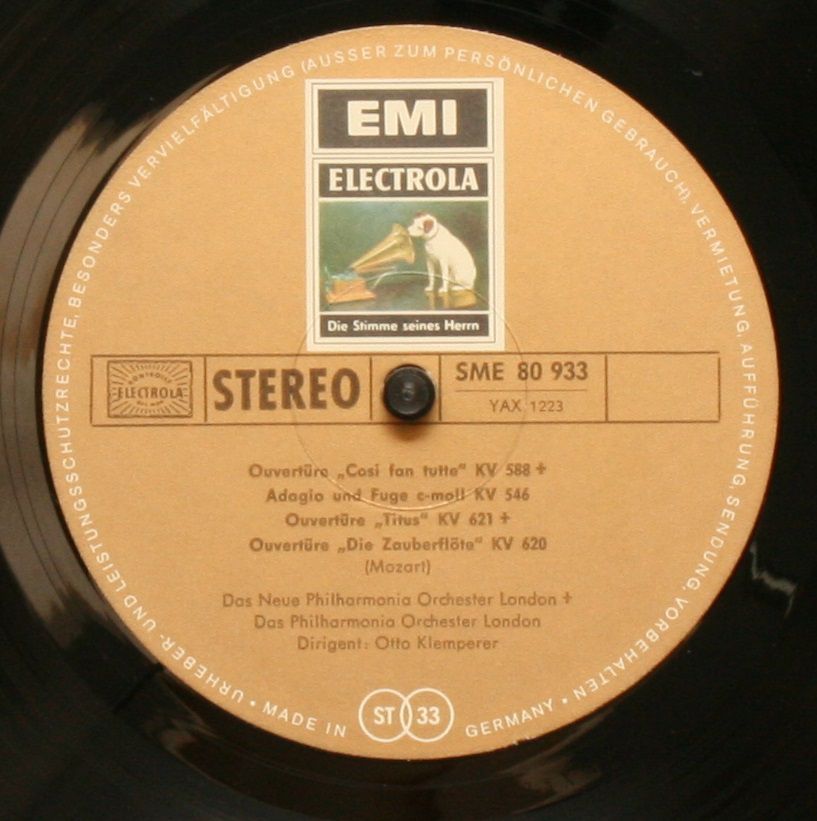 URHEBER- UND LEISTUNGSSCHUTZRECHTE, BESONDERS VERVIELFÄLTIGUNG (AUSSER ZUM PERSÖNLICHEN GEBRAUCH), VERMIETUNG, AUFFÜHRUNG, SENDUNG, VORBEHALTEN
EMI
ELECTROLA
Die Stimme seines Herrn
ELECTROLA
STEREO
SME 80 933
YAX 1223
Ouvertüre „Cosi fan tutte“ KV 588 +
Adagio und Fuge c-moll KV 546
Ouvertüre „Titus“ KV 621 +
Ouvertüre „Die Zauberflöte“ KV 620
(Mozart)
Das Neue Philharmonia Orchester London +
Das Philharmonia Orchester London
Dirigent: Otto Klemperer
• MADE IN ST 33 GERMANY •